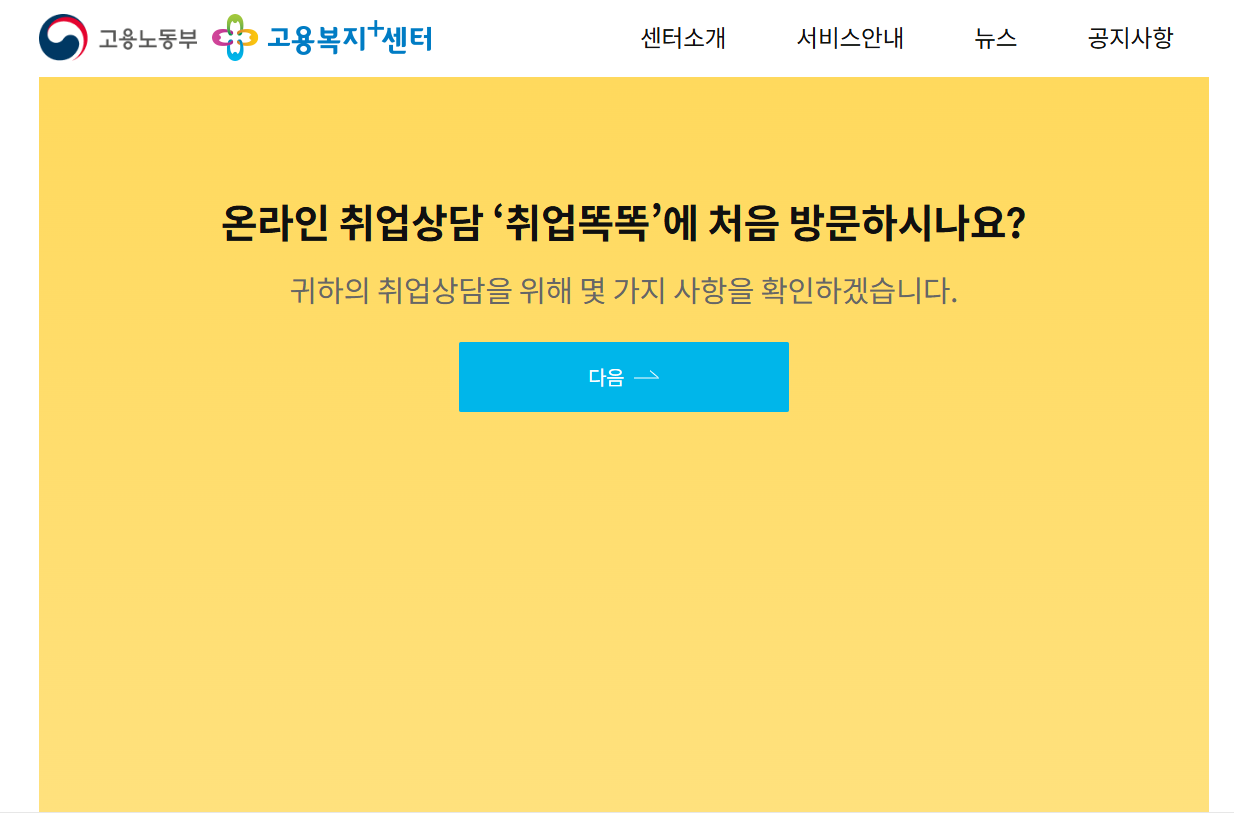 고용노동부 고용복지+센터 센터소개 서비스안내 뉴스 공지사항
온라인 취업상담 ‘취업똑똑’에 처음 방문하시나요?
귀하의 취업상담을 위해 몇 가지 사항을 확인하겠습니다.
다음